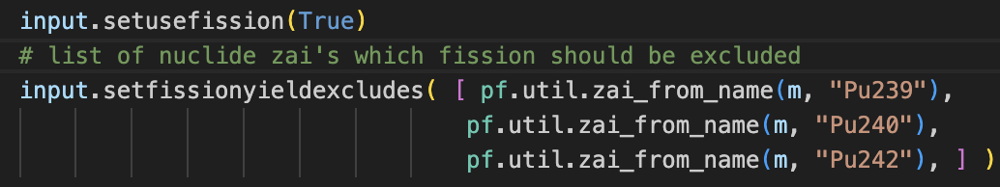 input.setusefission(True)
# list of nuclide zai's which fission should be excluded
input.setfissionyieldexcludes( [ pf.util.zai_from_name(m, "Pu239"),
pf.util.zai_from_name(m, "Pu240"),
pf.util.zai_from_name(m, "Pu242"), ] )